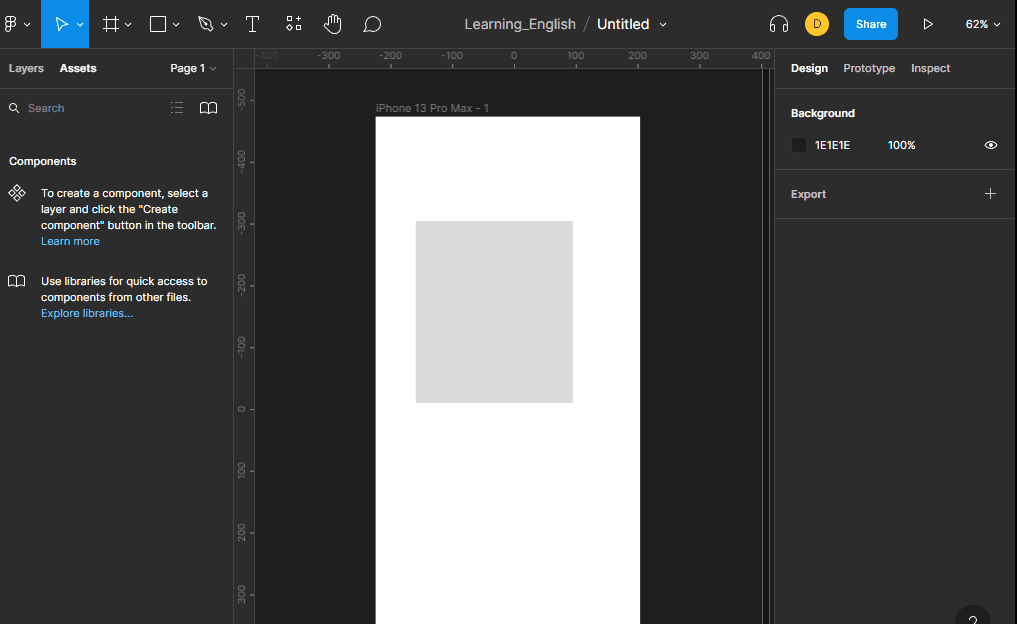 T
Learning_English / Untitled
D
Share
62%
Layers Assets Page 1
-400 -300 -200 -100 0 100 200 300 400
Design Prototype Inspect
Search
iPhone 13 Pro Max - 1
Background
1E1E1E 100%
Components
To create a component, select a
layer and click the "Create
component" button in the toolbar.
Learn more
Export
Use libraries for quick access to
components from other files.
Explore libraries...
-500
-400
-300
-200
-100
0
100
200
300
?